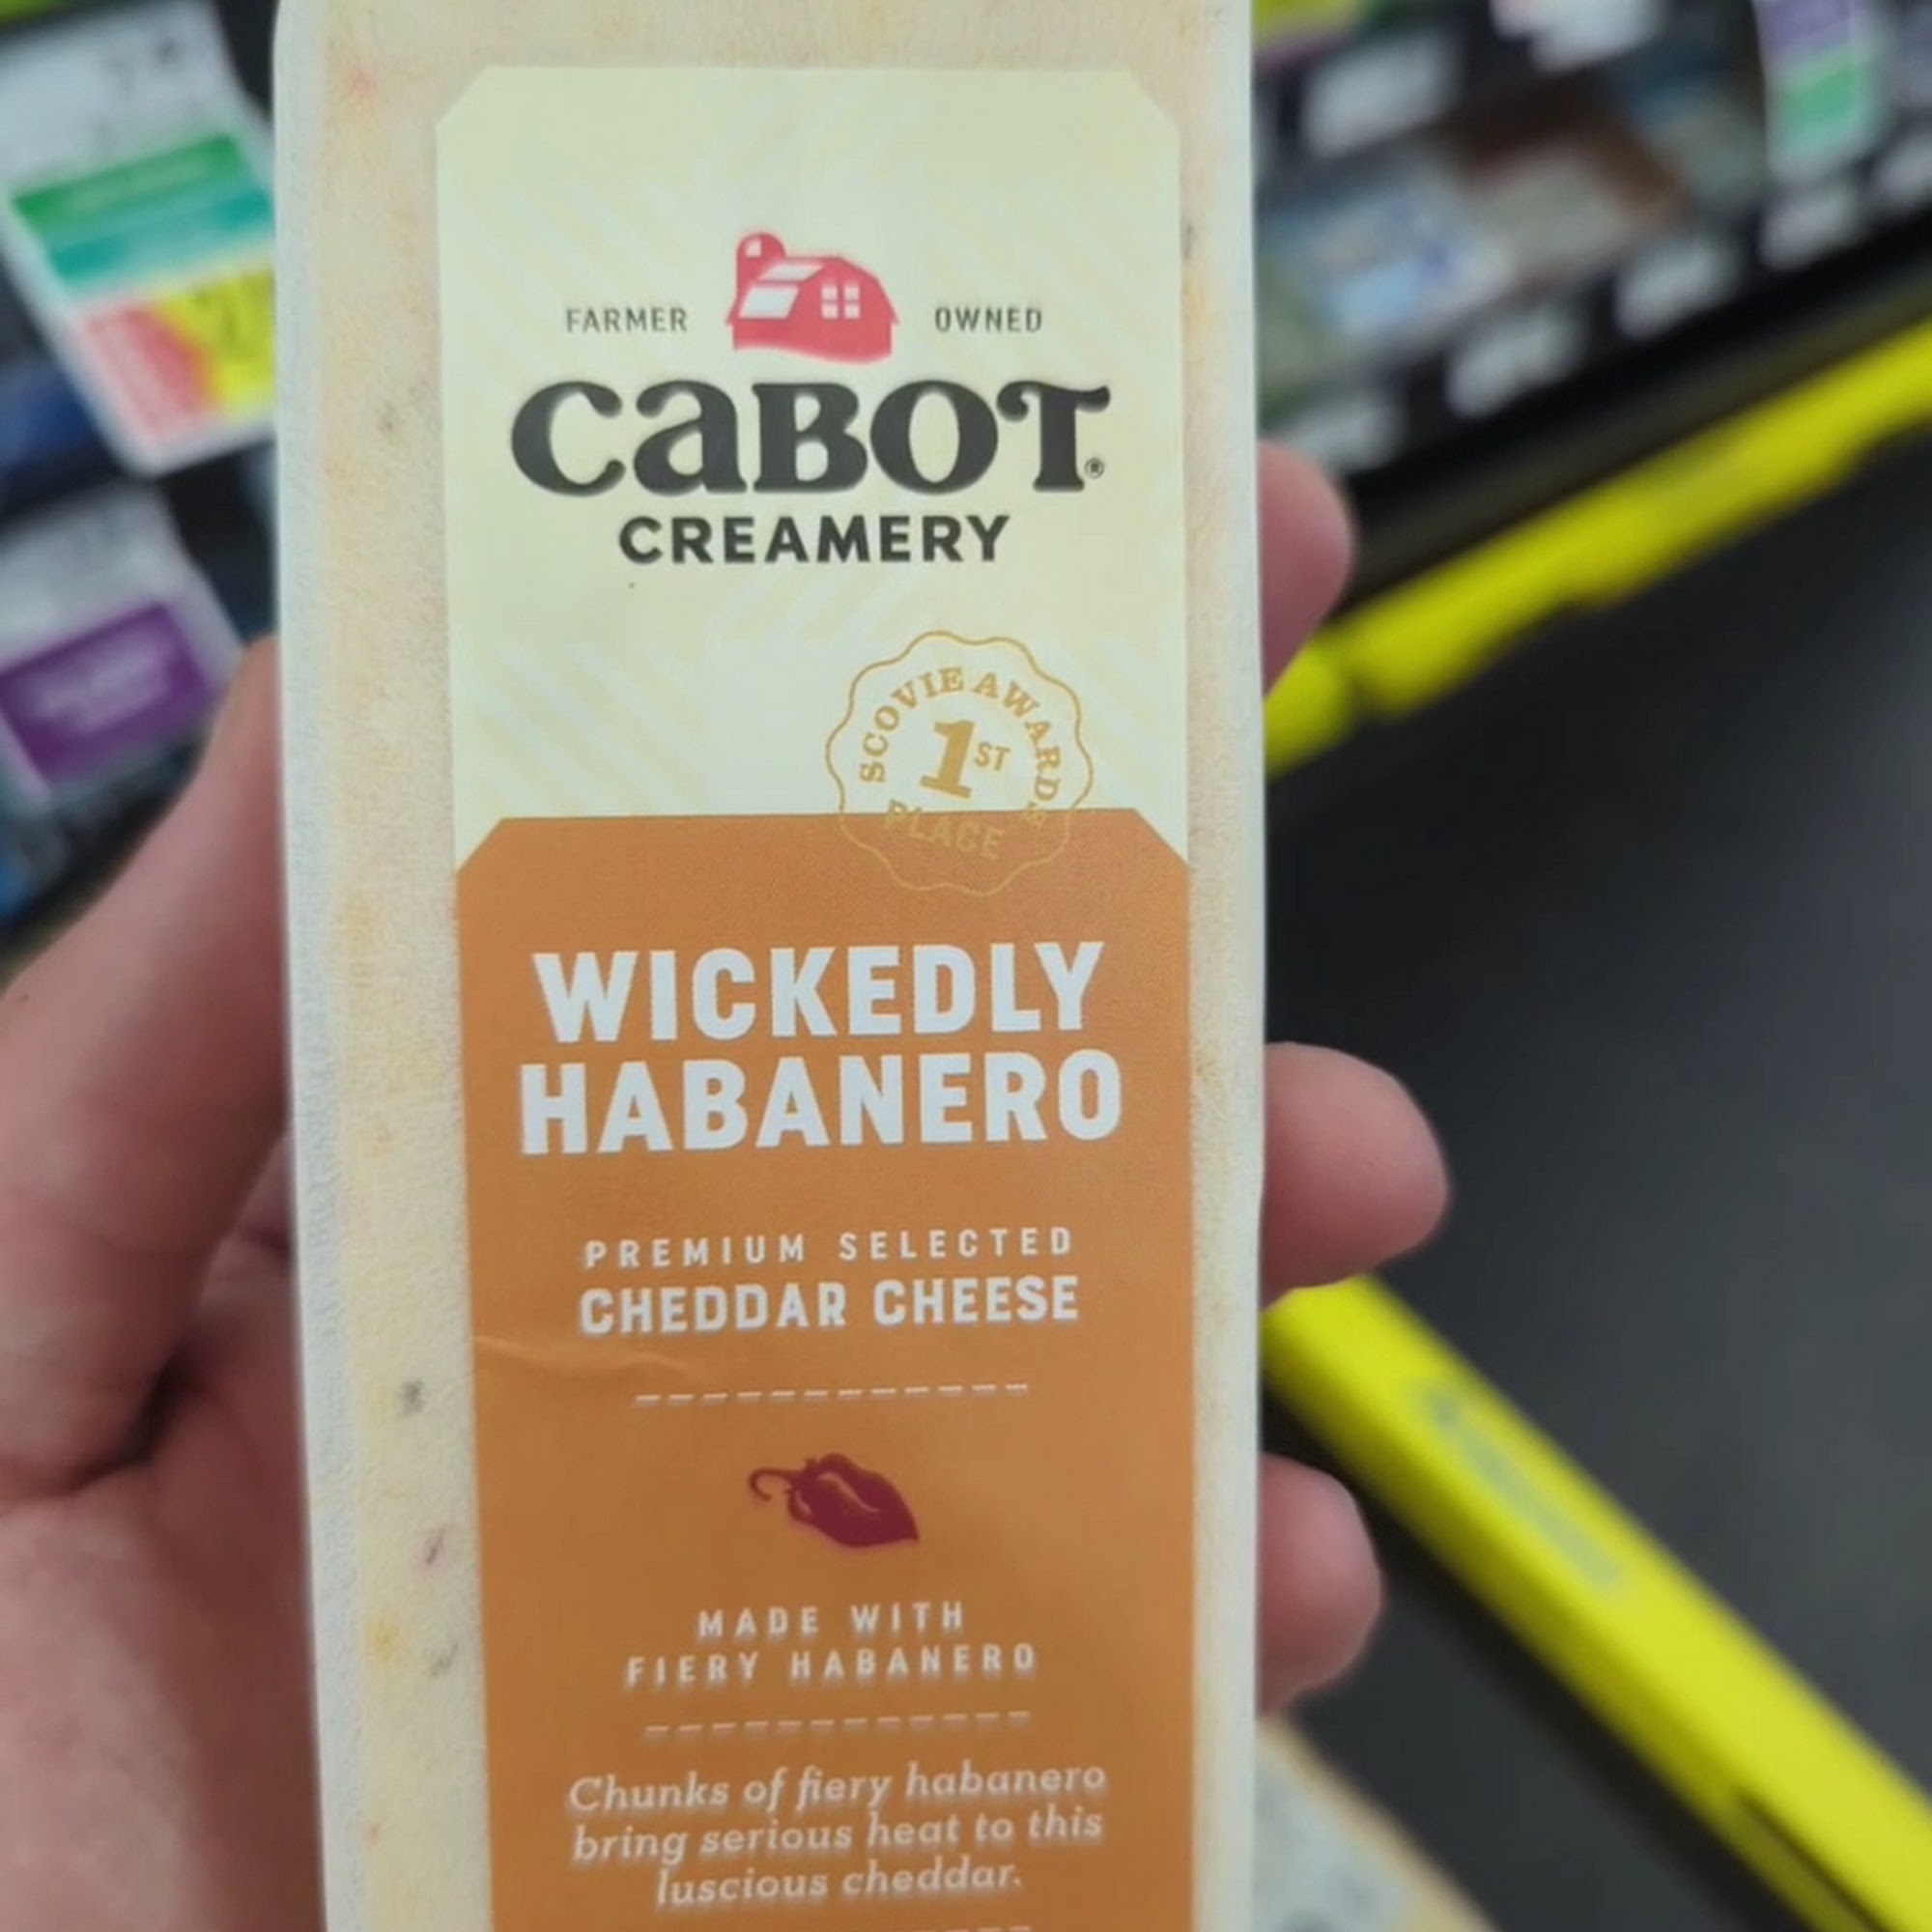 FARMER OWNED
CABOT®
CREAMERY
SCOVIE AWARDS
1ST
PLACE
WICKEDLY
HABANERO
PREMIUM SELECTED
CHEDDAR CHEESE
MADE WITH
FIERY HABANERO
Chunks of fiery habanero
bring serious heat to this
luscious cheddar.